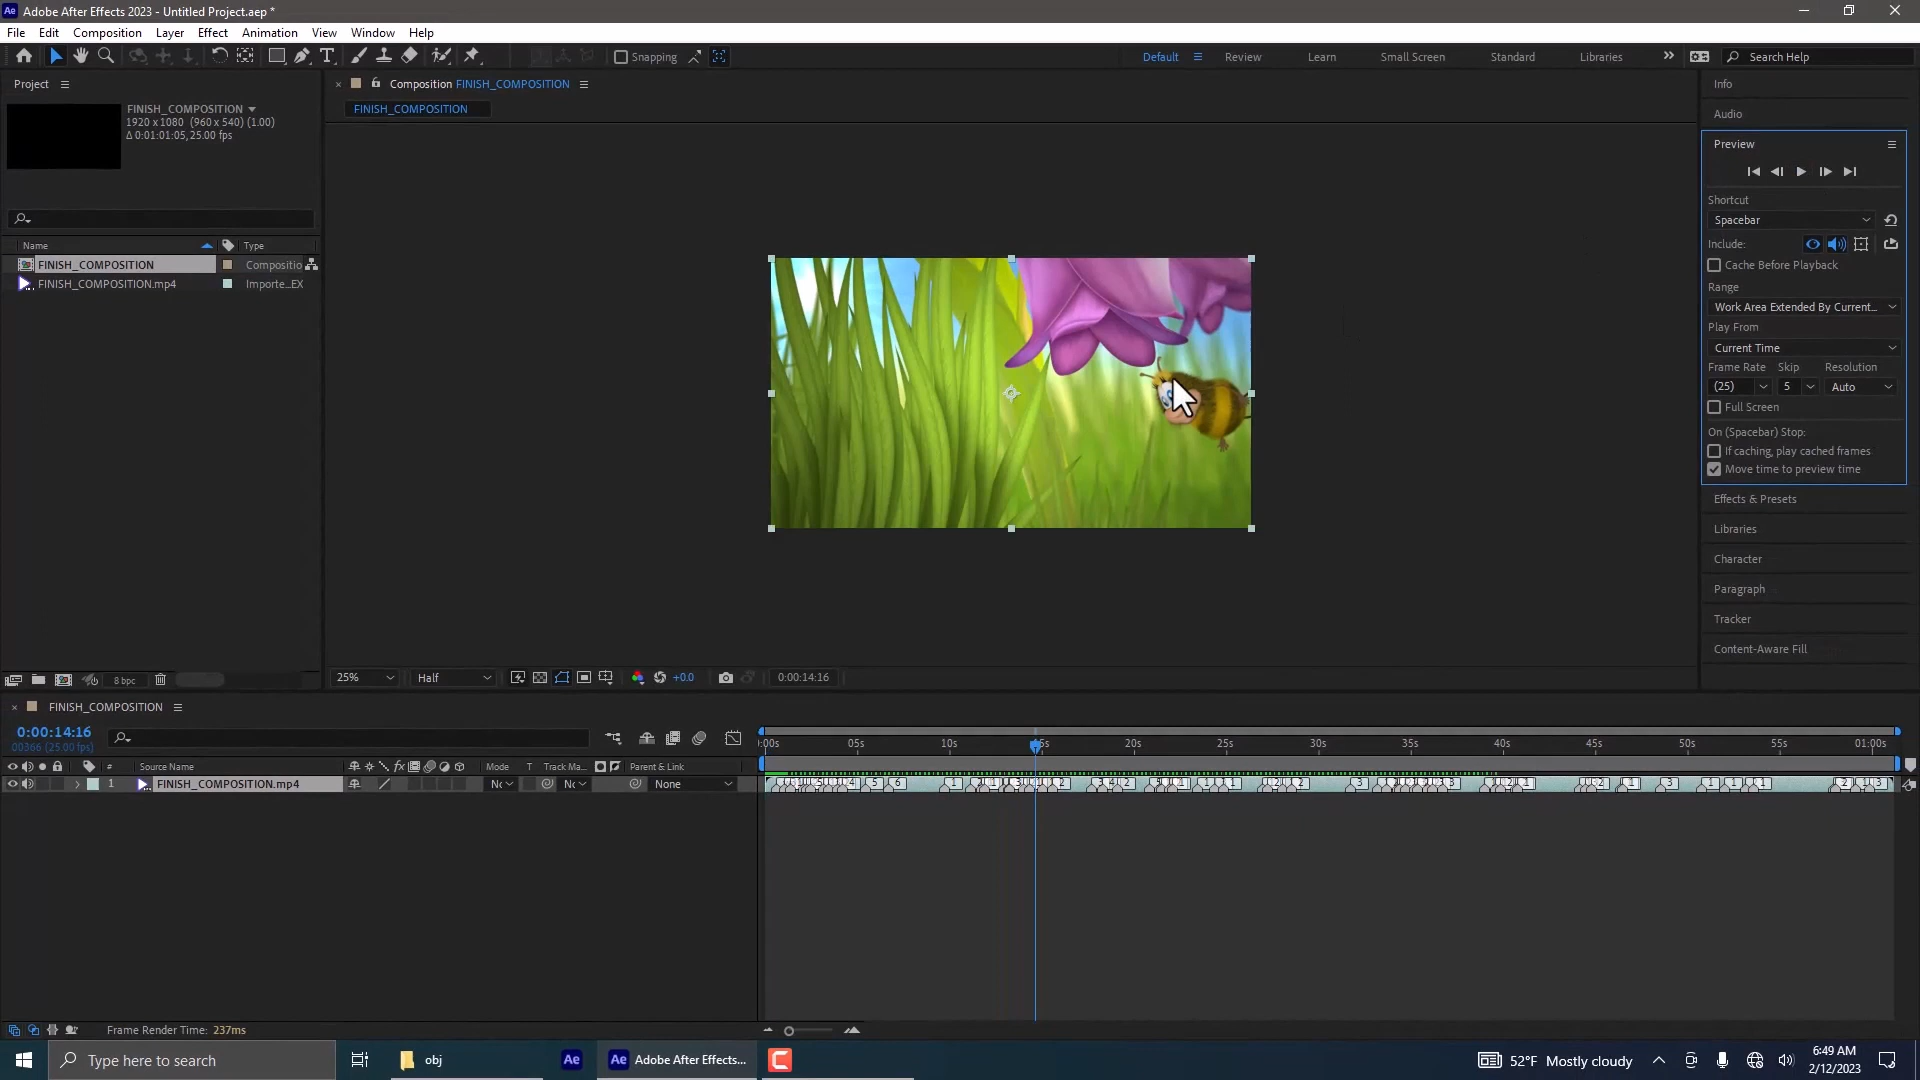 Ae Adobe After Effects 2023 - Untitled Project.aep *
File Edit Composition Layer Effect Animation View Window Help
Snapping Default Review Learn Small Screen Standard Libraries Search Help
Project
FINISH_COMPOSITION
1920 x 1080 (960 x 540) (1.00)
Δ 0:01:01:05, 25.00 fps
Name Type
FINISH_COMPOSITION Compositio
FINISH_COMPOSITION.mp4 Importe...EX
8 bpc
Composition FINISH_COMPOSITION
FINISH_COMPOSITION
25% Half +0.0 0:00:14:16
Info
Audio
Preview
Shortcut
Spacebar
Include:
Cache Before Playback
Range
Work Area Extended By Current...
Play From
Current Time
Frame Rate Skip Resolution
(25) 5 Auto
Full Screen
On (Spacebar) Stop:
If caching, play cached frames
Move time to preview time
Effects & Presets
Libraries
Character
Paragraph
Tracker
Content-Aware Fill
FINISH_COMPOSITION
0:00:14:16
00366 (25.00 fps)
:00s 05s 10s 20s 25s 30s 35s 40s 45s 50s 55s 01:00s
# Source Name Mode T Track Ma... Parent & Link
1 FINISH_COMPOSITION.mp4 None
Frame Render Time: 237ms
Type here to search obj Ae Ae Adobe After Effects... 52°F Mostly cloudy 6:49 AM
2/12/2023